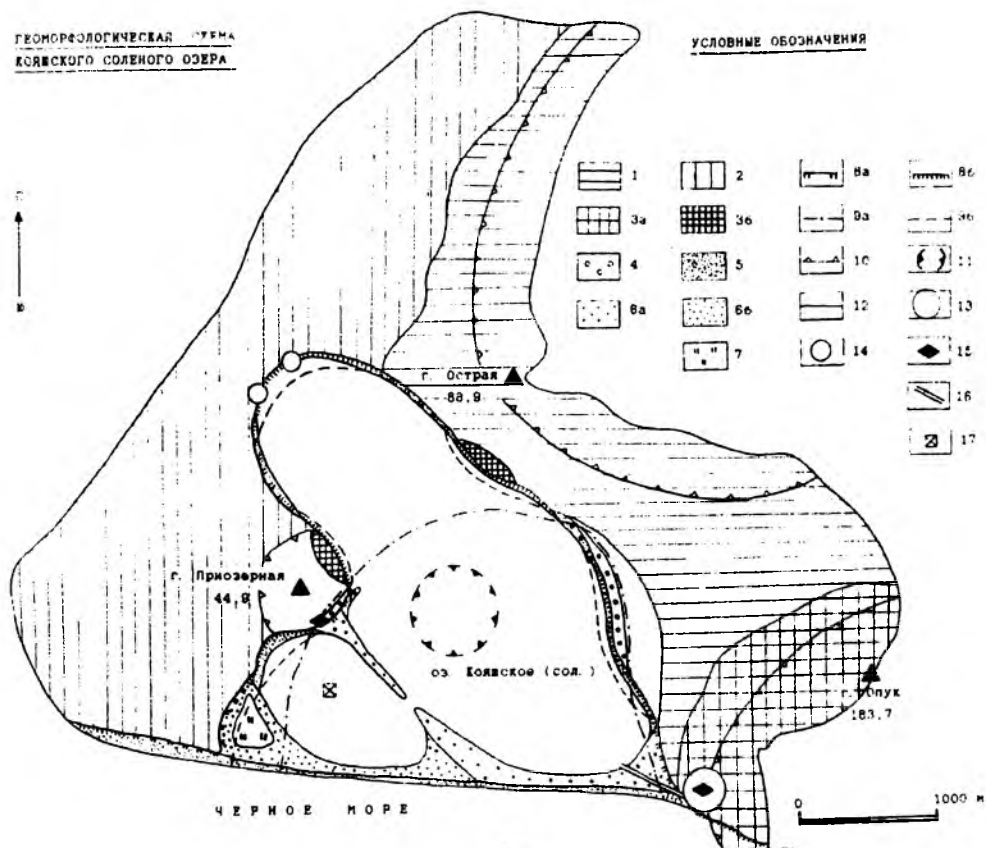 ГЕОМОРФОЛОГИЧЕСКАЯ СХЕМА
КОЯШСКОГО СОЛЕНОГО ОЗЕРА
УСЛОВНЫЕ ОБОЗНАЧЕНИЯ
С
Ю
1
2
8а
8б
3а
3б
9а
9б
4
5
10
11
6а
6б
12
13
7
14
15
16
17
г. Острая
88,9
г. Приозерная
44,9
оз. Кояшское (сол.)
г. Опук
183,7
ЧЕРНОЕ МОРЕ
0 1000 м